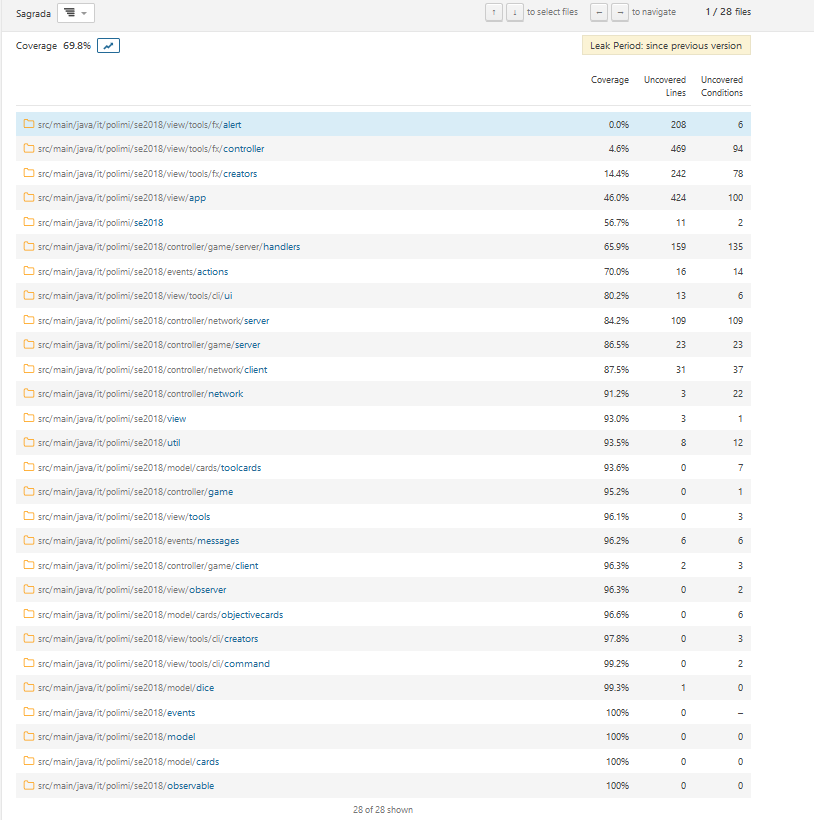 Sagrada ↑ ↓ to select files ← → to navigate 1 / 28 files
Coverage 69.8% Leak Period: since previous version
Coverage Uncovered Lines Uncovered Conditions
src/main/java/it/polimi/se2018/view/tools/fx/alert 0.0% 208 6
src/main/java/it/polimi/se2018/view/tools/fx/controller 4.6% 469 94
src/main/java/it/polimi/se2018/view/tools/fx/creators 14.4% 242 78
src/main/java/it/polimi/se2018/view/app 46.0% 424 100
src/main/java/it/polimi/se2018 56.7% 11 2
src/main/java/it/polimi/se2018/controller/game/server/handlers 65.9% 159 135
src/main/java/it/polimi/se2018/events/actions 70.0% 16 14
src/main/java/it/polimi/se2018/view/tools/cli/ui 80.2% 13 6
src/main/java/it/polimi/se2018/controller/network/server 84.2% 109 109
src/main/java/it/polimi/se2018/controller/game/server 86.5% 23 23
src/main/java/it/polimi/se2018/controller/network/client 87.5% 31 37
src/main/java/it/polimi/se2018/controller/network 91.2% 3 22
src/main/java/it/polimi/se2018/view 93.0% 3 1
src/main/java/it/polimi/se2018/util 93.5% 8 12
src/main/java/it/polimi/se2018/model/cards/toolcards 93.6% 0 7
src/main/java/it/polimi/se2018/controller/game 95.2% 0 1
src/main/java/it/polimi/se2018/view/tools 96.1% 0 3
src/main/java/it/polimi/se2018/events/messages 96.2% 6 6
src/main/java/it/polimi/se2018/controller/game/client 96.3% 2 3
src/main/java/it/polimi/se2018/view/observer 96.3% 0 2
src/main/java/it/polimi/se2018/model/cards/objectivecards 96.6% 0 6
src/main/java/it/polimi/se2018/view/tools/cli/creators 97.8% 0 3
src/main/java/it/polimi/se2018/view/tools/cli/command 99.2% 0 2
src/main/java/it/polimi/se2018/model/dice 99.3% 1 0
src/main/java/it/polimi/se2018/events 100% 0 –
src/main/java/it/polimi/se2018/model 100% 0 0
src/main/java/it/polimi/se2018/model/cards 100% 0 0
src/main/java/it/polimi/se2018/observable 100% 0 0
28 of 28 shown